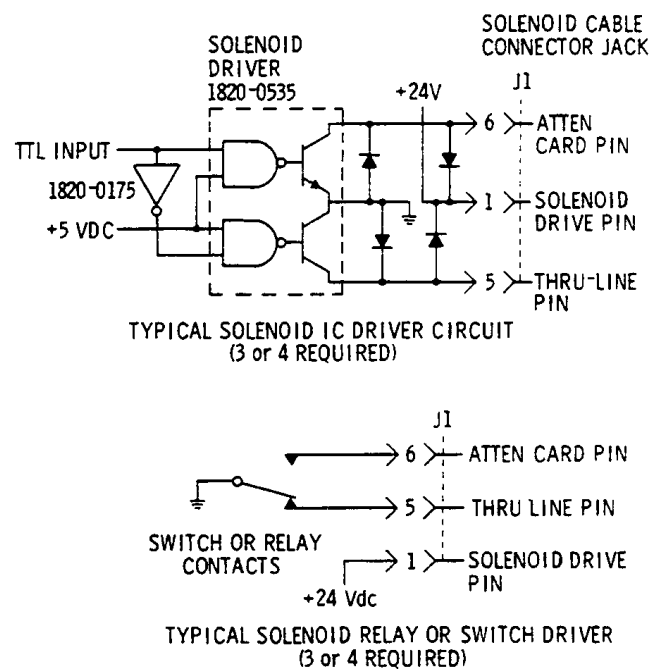 SOLENOID CABLE
CONNECTOR JACK
SOLENOID
DRIVER
1820-0535
+24V
J1
6
ATTEN
CARD PIN
TTL INPUT
1820-0175
1
SOLENOID
DRIVE PIN
+5 VDC
5
THRU-LINE
PIN
TYPICAL SOLENOID IC DRIVER CIRCUIT
(3 or 4 REQUIRED)
J1
6
ATTEN CARD PIN
5
THRU LINE PIN
SWITCH OR RELAY
CONTACTS
1
SOLENOID DRIVE
PIN
+24 Vdc
TYPICAL SOLENOID RELAY OR SWITCH DRIVER
(3 or 4 REQUIRED)